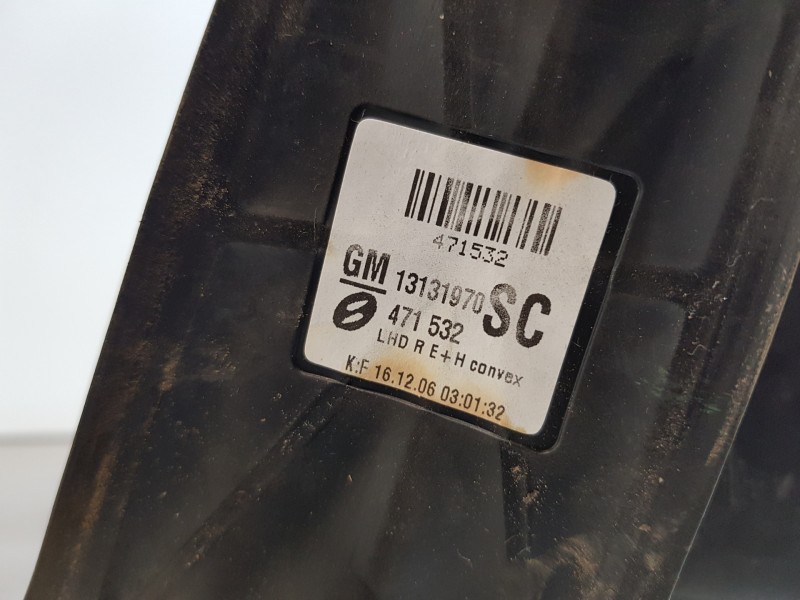 471532
GM 13131970 SC
471 532
LHD R E+H convex
K:F 16.12.06 03:01:32